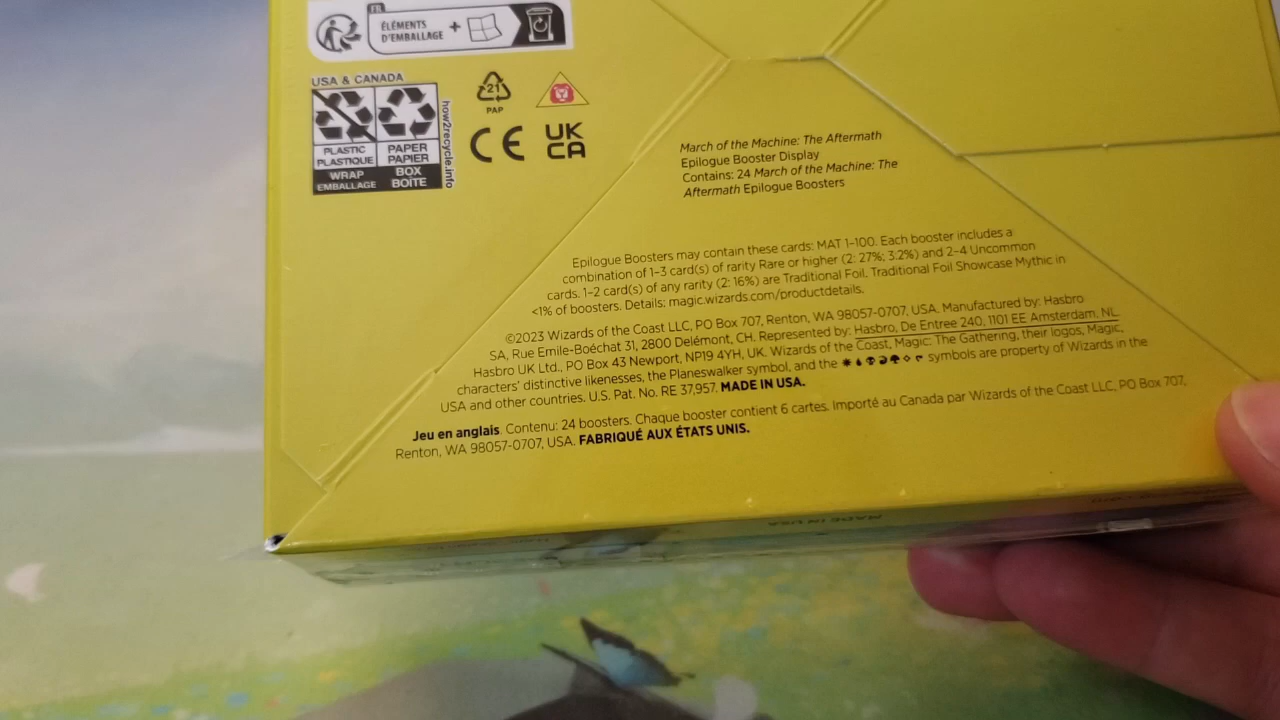 FR
ÉLÉMENTS
D'EMBALLAGE
+
USA & CANADA
PLASTIC
PLASTIQUE
WRAP
EMBALLAGE
PAPER
PAPIER
BOX
BOÎTE
how2recycle.info
21
PAP
CE
UK
CA
March of the Machine: The Aftermath
Epilogue Booster Display
Contains: 24 March of the Machine: The
Aftermath Epilogue Boosters
Epilogue Boosters may contain these cards: MAT 1-100. Each booster includes a
combination of 1-3 card(s) of rarity Rare or higher (2: 27%; 3:2%) and 2-4 Uncommon
cards. 1-2 card(s) of any rarity (2: 16%) are Traditional Foil. Traditional Foil Showcase Mythic in
<1% of boosters. Details: magic.wizards.com/productdetails.
©2023 Wizards of the Coast LLC, PO Box 707, Renton, WA 98057-0707, USA. Manufactured by: Hasbro
SA, Rue Emile-Boéchat 31, 2800 Delémont, CH. Represented by: Hasbro, De Entree 240, 1101 EE Amsterdam, NL.
Hasbro UK Ltd., PO Box 43 Newport, NP19 4YH, UK. Wizards of the Coast, Magic: The Gathering, their logos, Magic,
characters' distinctive likenesses, the Planeswalker symbol, and the symbols are property of Wizards in the
USA and other countries. U.S. Pat. No. RE 37,957. MADE IN USA.
Jeu en anglais. Contenu: 24 boosters. Chaque booster contient 6 cartes. Importé au Canada par Wizards of the Coast LLC, PO Box 707,
Renton, WA 98057-0707, USA. FABRIQUÉ AUX ÉTATS UNIS.
MADE IN USA